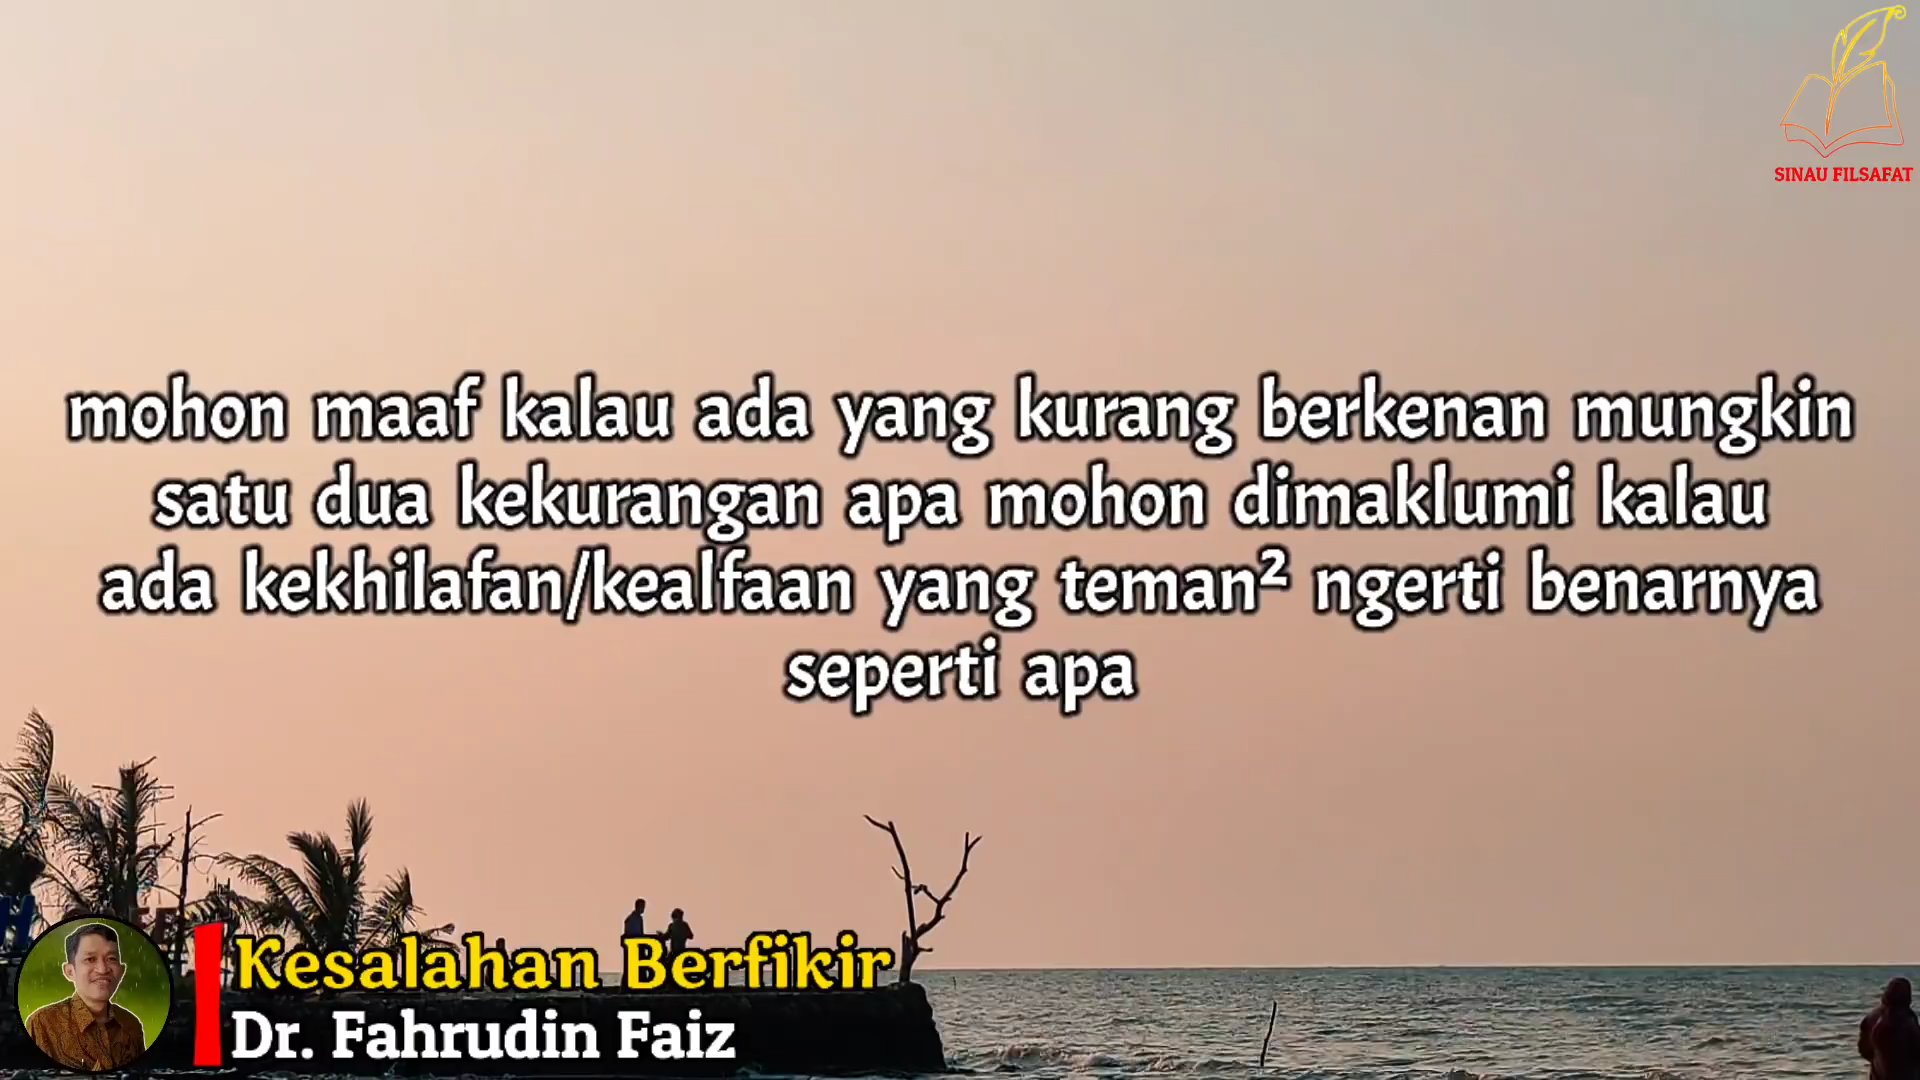 SINAU FILSAFAT
mohon maaf kalau ada yang kurang berkenan mungkin
satu dua kekurangan apa mohon dimaklumi kalau
ada kekhilafan/kealfaan yang teman² ngerti benarnya
seperti apa
Kesalahan Berfikir
Dr. Fahrudin Faiz